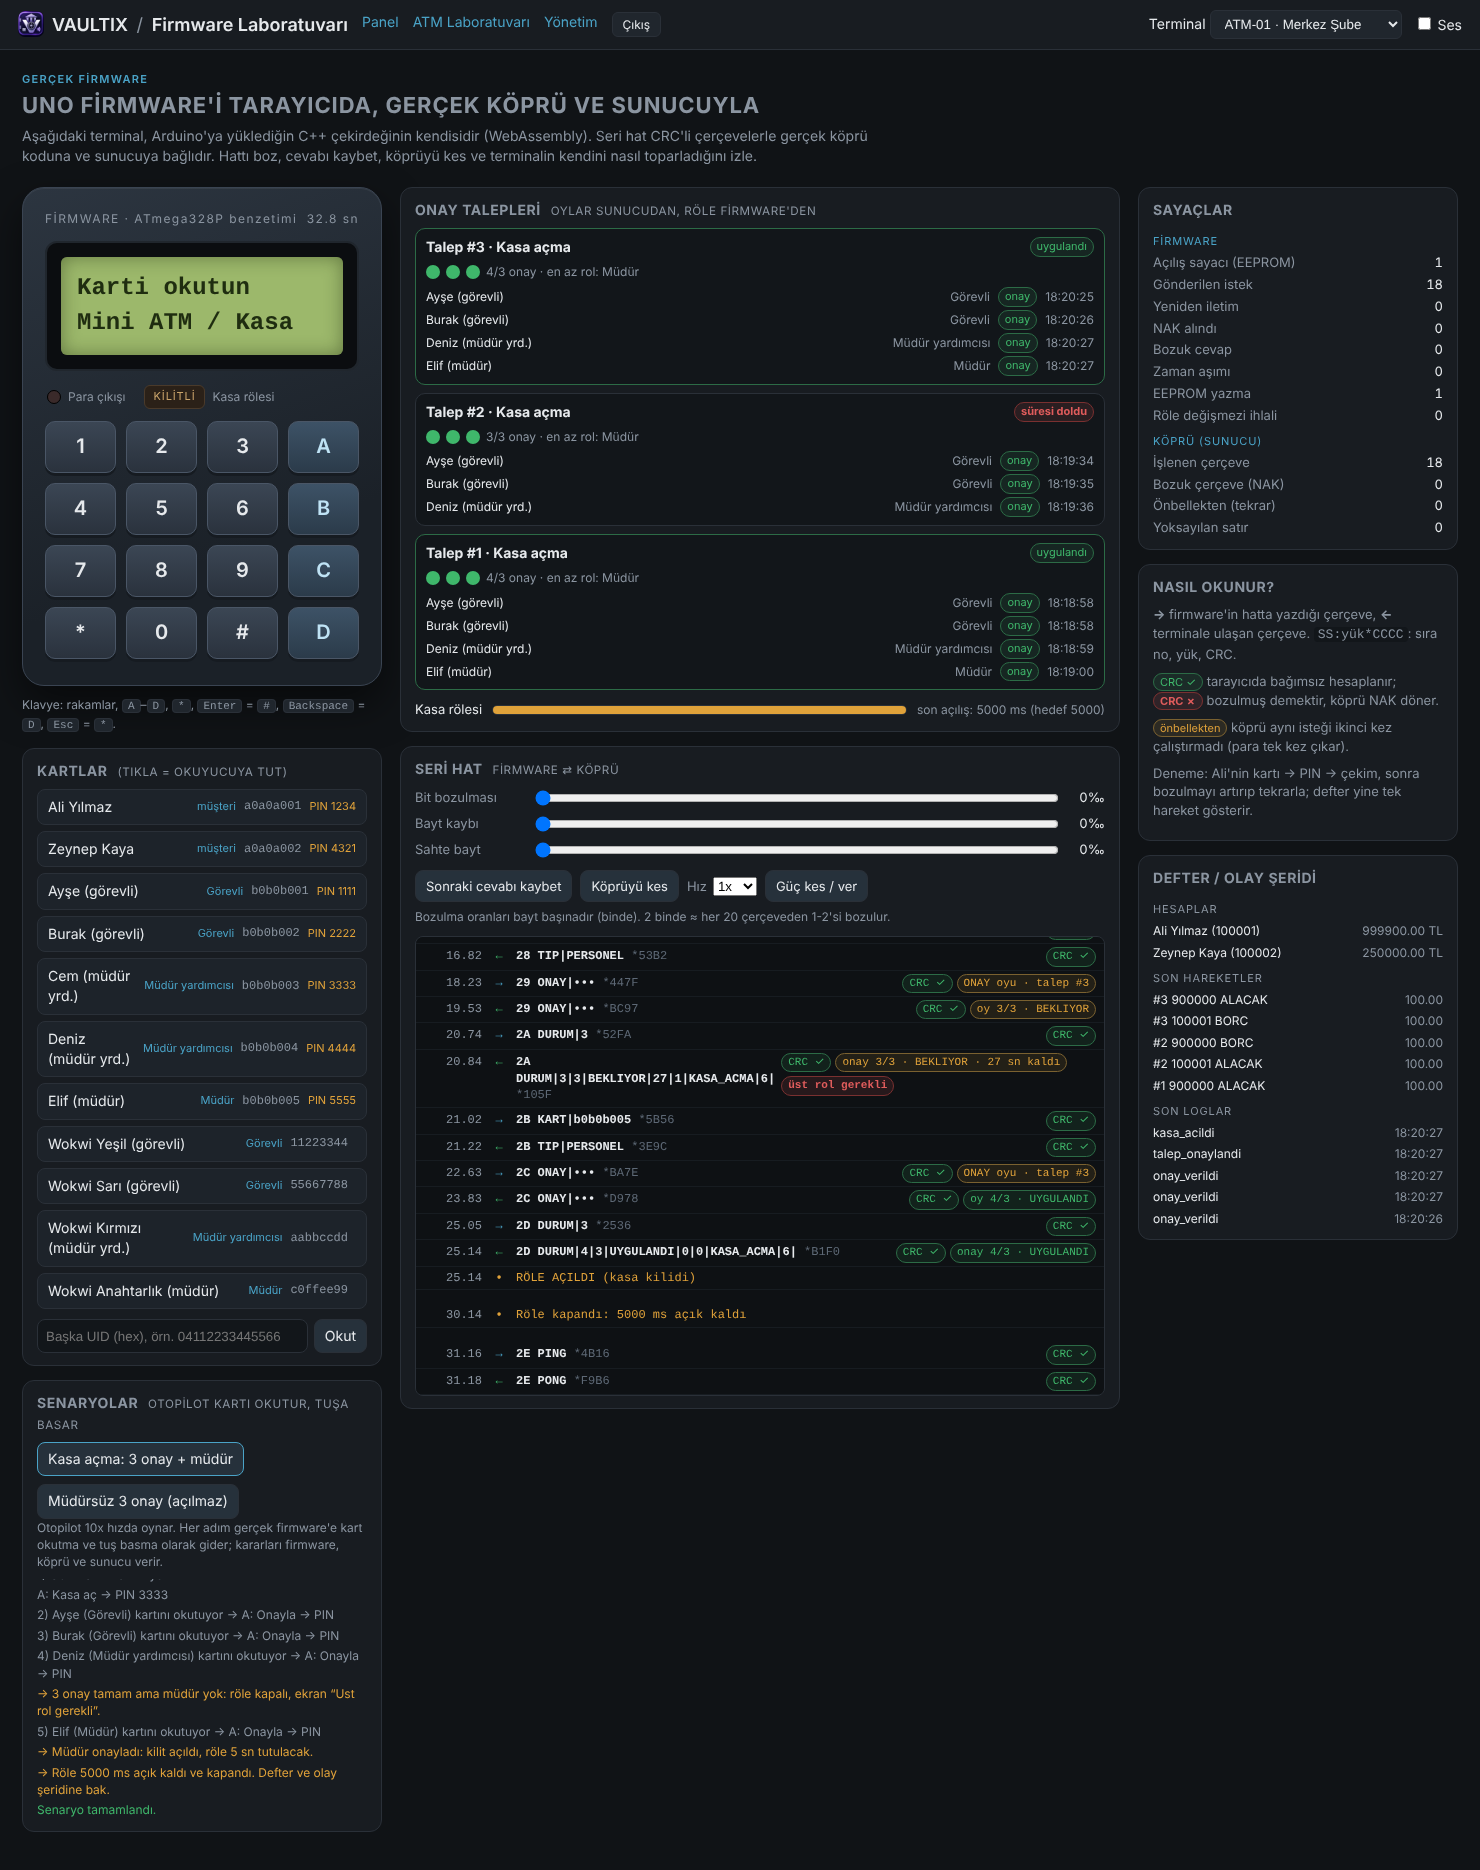 VAULTIX / Firmware Laboratuvarı Panel ATM Laboratuvarı Yönetim Çıkış Terminal ATM-01 · Merkez Şube Ses
GERÇEK FİRMWARE
UNO FİRMWARE'İ TARAYICIDA, GERÇEK KÖPRÜ VE SUNUCUYLA
Aşağıdaki terminal, Arduino'ya yüklediğin C++ çekirdeğinin kendisidir (WebAssembly). Seri hat CRC'li çerçevelerle gerçek köprü
koduna ve sunucuya bağlıdır. Hattı boz, cevabı kaybet, köprüyü kes ve terminalin kendini nasıl toparladığını izle.
FİRMWARE · ATmega328P benzetimi 32.8 sn
Karti okutun
Mini ATM / Kasa
Para çıkışı KİLİTLİ Kasa rölesi
1 2 3 A
4 5 6 B
7 8 9 C
* 0 # D
Klavye: rakamlar, A–D, *, Enter = #, Backspace =
D, Esc = *.
KARTLAR (TIKLA = OKUYUCUYA TUT)
Ali Yılmaz müşteri a0a0a001 PIN 1234
Zeynep Kaya müşteri a0a0a002 PIN 4321
Ayşe (görevli) Görevli b0b0b001 PIN 1111
Burak (görevli) Görevli b0b0b002 PIN 2222
Cem (müdür
yrd.) Müdür yardımcısı b0b0b003 PIN 3333
Deniz
(müdür yrd.) Müdür yardımcısı b0b0b004 PIN 4444
Elif (müdür) Müdür b0b0b005 PIN 5555
Wokwi Yeşil (görevli) Görevli 11223344
Wokwi Sarı (görevli) Görevli 55667788
Wokwi Kırmızı
(müdür yrd.) Müdür yardımcısı aabbccdd
Wokwi Anahtarlık (müdür) Müdür c0ffee99
Başka UID (hex), örn. 04112233445566 Okut
SENARYOLAR OTOPİLOT KARTI OKUTUR, TUŞA
BASAR
Kasa açma: 3 onay + müdür
Müdürsüz 3 onay (açılmaz)
Otopilot 10x hızda oynar. Her adım gerçek firmware'e kart
okutma ve tuş basma olarak gider; kararları firmware,
köprü ve sunucu verir.
A: Kasa aç → PIN 3333
2) Ayşe (Görevli) kartını okutuyor → A: Onayla → PIN
3) Burak (Görevli) kartını okutuyor → A: Onayla → PIN
4) Deniz (Müdür yardımcısı) kartını okutuyor → A: Onayla
→ PIN
→ 3 onay tamam ama müdür yok: röle kapalı, ekran “Ust
rol gerekli”.
5) Elif (Müdür) kartını okutuyor → A: Onayla → PIN
→ Müdür onayladı: kilit açıldı, röle 5 sn tutulacak.
→ Röle 5000 ms açık kaldı ve kapandı. Defter ve olay
şeridine bak.
Senaryo tamamlandı.
ONAY TALEPLERİ OYLAR SUNUCUDAN, RÖLE FİRMWARE'DEN
Talep #3 · Kasa açma uygulandı
4/3 onay · en az rol: Müdür
Ayşe (görevli) Görevli onay 18:20:25
Burak (görevli) Görevli onay 18:20:26
Deniz (müdür yrd.) Müdür yardımcısı onay 18:20:27
Elif (müdür) Müdür onay 18:20:27
Talep #2 · Kasa açma süresi doldu
3/3 onay · en az rol: Müdür
Ayşe (görevli) Görevli onay 18:19:34
Burak (görevli) Görevli onay 18:19:35
Deniz (müdür yrd.) Müdür yardımcısı onay 18:19:36
Talep #1 · Kasa açma uygulandı
4/3 onay · en az rol: Müdür
Ayşe (görevli) Görevli onay 18:18:58
Burak (görevli) Görevli onay 18:18:58
Deniz (müdür yrd.) Müdür yardımcısı onay 18:18:59
Elif (müdür) Müdür onay 18:19:00
Kasa rölesi son açılış: 5000 ms (hedef 5000)
SERİ HAT FİRMWARE ⇄ KÖPRÜ
Bit bozulması 0‰
Bayt kaybı 0‰
Sahte bayt 0‰
Sonraki cevabı kaybet Köprüyü kes Hız 1x Güç kes / ver
Bozulma oranları bayt başınadır (binde). 2 binde ≈ her 20 çerçeveden 1-2'si bozulur.
16.82 ← 28 TIP|PERSONEL *53B2 CRC ✓
18.23 → 29 ONAY|••• *447F CRC ✓ ONAY oyu · talep #3
19.53 ← 29 ONAY|••• *BC97 CRC ✓ oy 3/3 · BEKLIYOR
20.74 → 2A DURUM|3 *52FA CRC ✓
20.84 ← 2A CRC ✓ onay 3/3 · BEKLIYOR · 27 sn kaldı
DURUM|3|3|BEKLIYOR|27|1|KASA_ACMA|6| üst rol gerekli
*105F
21.02 → 2B KART|b0b0b005 *5B56 CRC ✓
21.22 ← 2B TIP|PERSONEL *3E9C CRC ✓
22.63 → 2C ONAY|••• *BA7E CRC ✓ ONAY oyu · talep #3
23.83 ← 2C ONAY|••• *D978 CRC ✓ oy 4/3 · UYGULANDI
25.05 → 2D DURUM|3 *2536 CRC ✓
25.14 ← 2D DURUM|4|3|UYGULANDI|0|0|KASA_ACMA|6| *B1F0 CRC ✓ onay 4/3 · UYGULANDI
25.14 • RÖLE AÇILDI (kasa kilidi)
30.14 • Röle kapandı: 5000 ms açık kaldı
31.16 → 2E PING *4B16 CRC ✓
31.18 ← 2E PONG *F9B6 CRC ✓
SAYAÇLAR
FİRMWARE
Açılış sayacı (EEPROM) 1
Gönderilen istek 18
Yeniden iletim 0
NAK alındı 0
Bozuk cevap 0
Zaman aşımı 0
EEPROM yazma 1
Röle değişmezi ihlali 0
KÖPRÜ (SUNUCU)
İşlenen çerçeve 18
Bozuk çerçeve (NAK) 0
Önbellekten (tekrar) 0
Yoksayılan satır 0
NASIL OKUNUR?
→ firmware'in hatta yazdığı çerçeve, ←
terminale ulaşan çerçeve. SS:yük*CCCC : sıra
no, yük, CRC.
CRC ✓ tarayıcıda bağımsız hesaplanır;
CRC × bozulmuş demektir, köprü NAK döner.
önbellekten köprü aynı isteği ikinci kez
çalıştırmadı (para tek kez çıkar).
Deneme: Ali'nin kartı → PIN → çekim, sonra
bozulmayı artırıp tekrarla; defter yine tek
hareket gösterir.
DEFTER / OLAY ŞERİDİ
HESAPLAR
Ali Yılmaz (100001) 999900.00 TL
Zeynep Kaya (100002) 250000.00 TL
SON HAREKETLER
#3 900000 ALACAK 100.00
#3 100001 BORC 100.00
#2 900000 BORC 100.00
#2 100001 ALACAK 100.00
#1 900000 ALACAK 100.00
SON LOGLAR
kasa_acildi 18:20:27
talep_onaylandi 18:20:27
onay_verildi 18:20:27
onay_verildi 18:20:27
onay_verildi 18:20:26